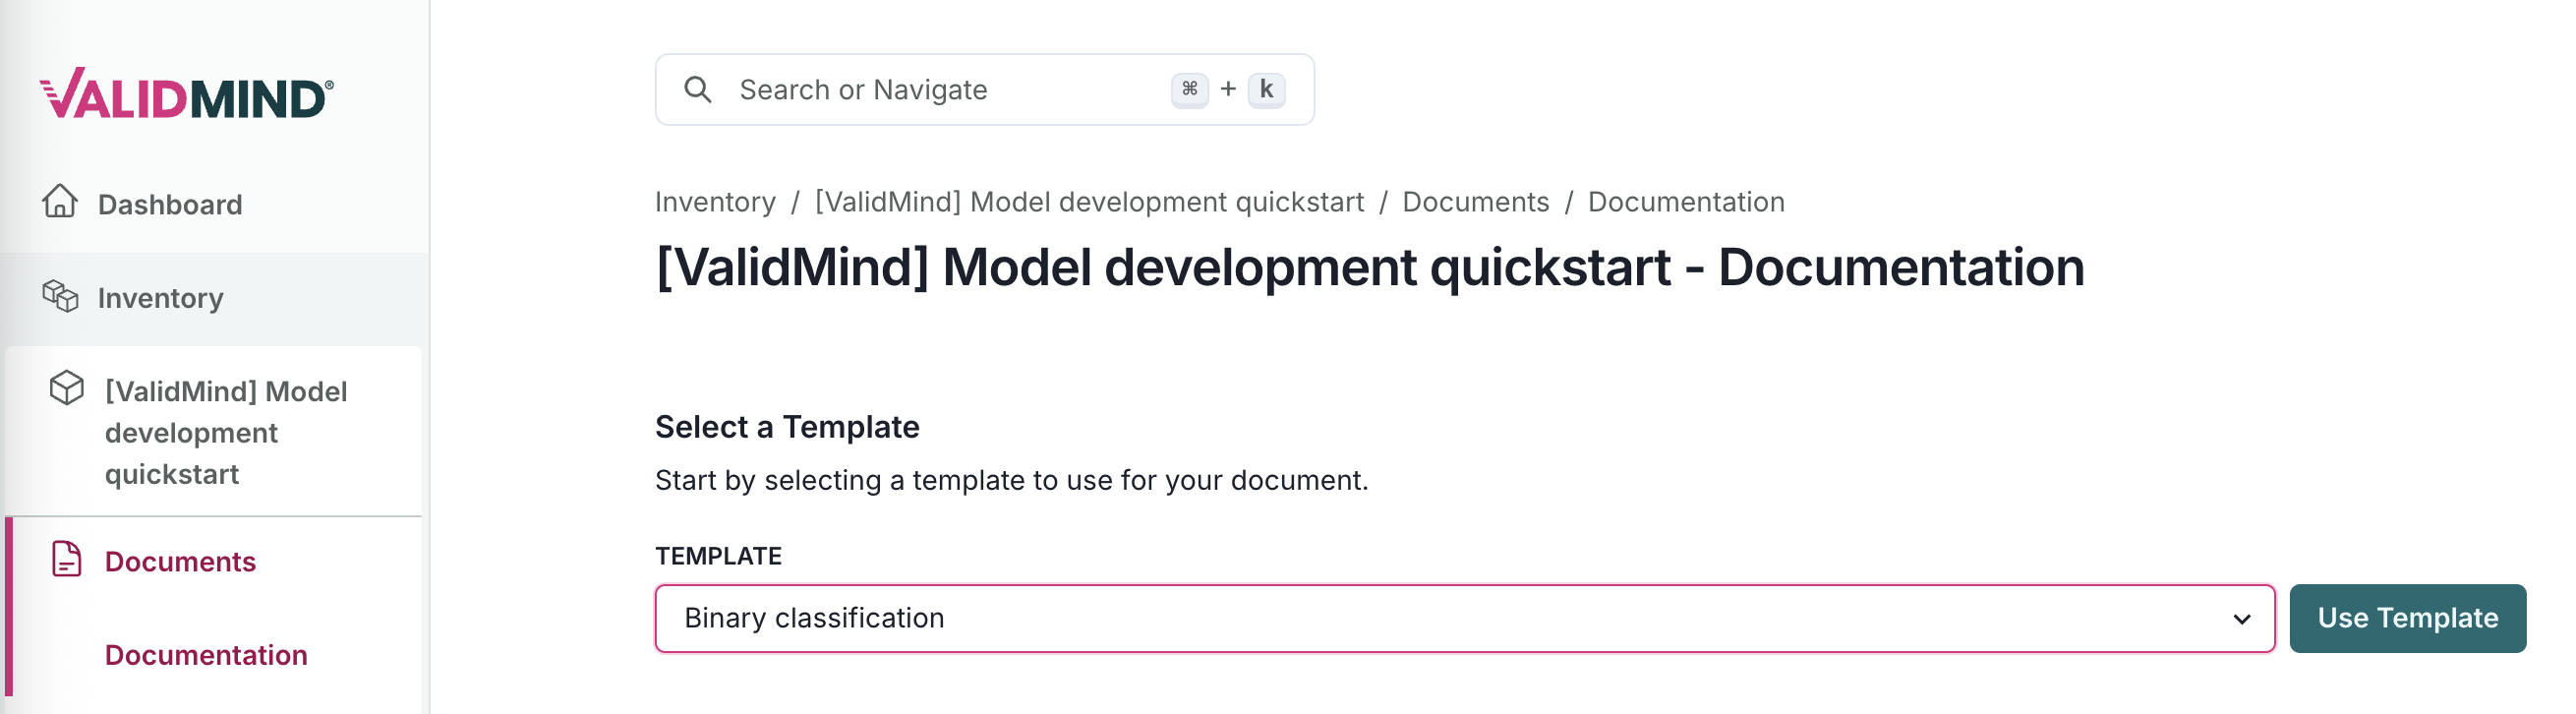 VALIDMIND®
Dashboard
Inventory
[ValidMind] Model
development
quickstart
Documents
Documentation
Search or Navigate ⌘ + k
Inventory / [ValidMind] Model development quickstart / Documents / Documentation
[ValidMind] Model development quickstart - Documentation
Select a Template
Start by selecting a template to use for your document.
TEMPLATE
Binary classification
Use Template